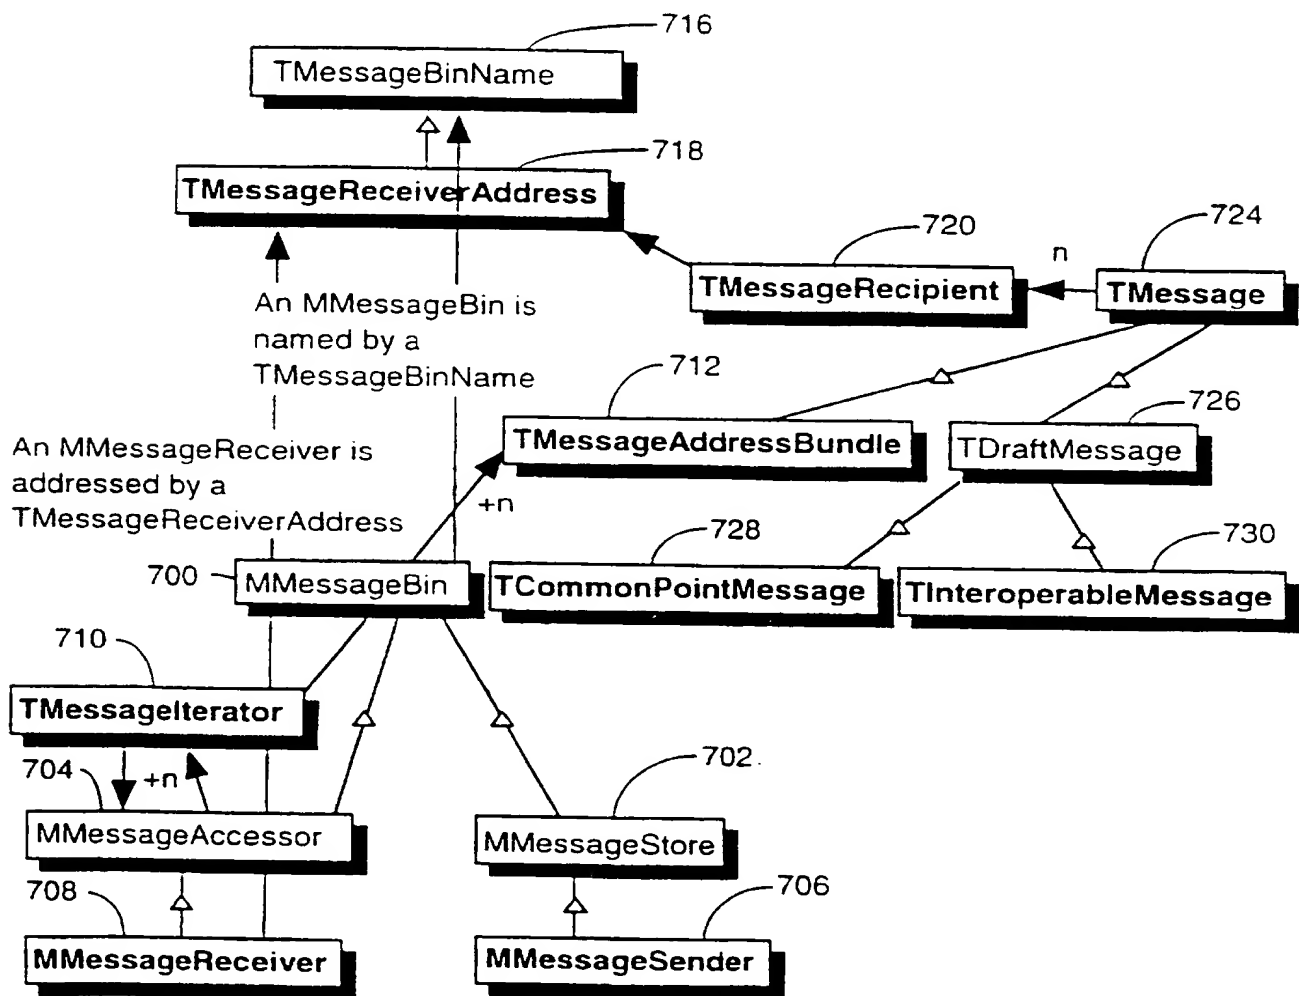 716
TMessageBinName
718
TMessageReceiverAddress
720
724
n
TMessageRecipient
TMessage
An MMessageBin is
named by a
TMessageBinName
712
726
TMessageAddressBundle
TDraftMessage
An MMessageReceiver is
addressed by a
TMessageReceiverAddress
+n
728
730
700
MMessageBin
TCommonPointMessage
TInteroperableMessage
710
TMessageIterator
704
+n
702
MMessageAccessor
MMessageStore
708
706
MMessageReceiver
MMessageSender